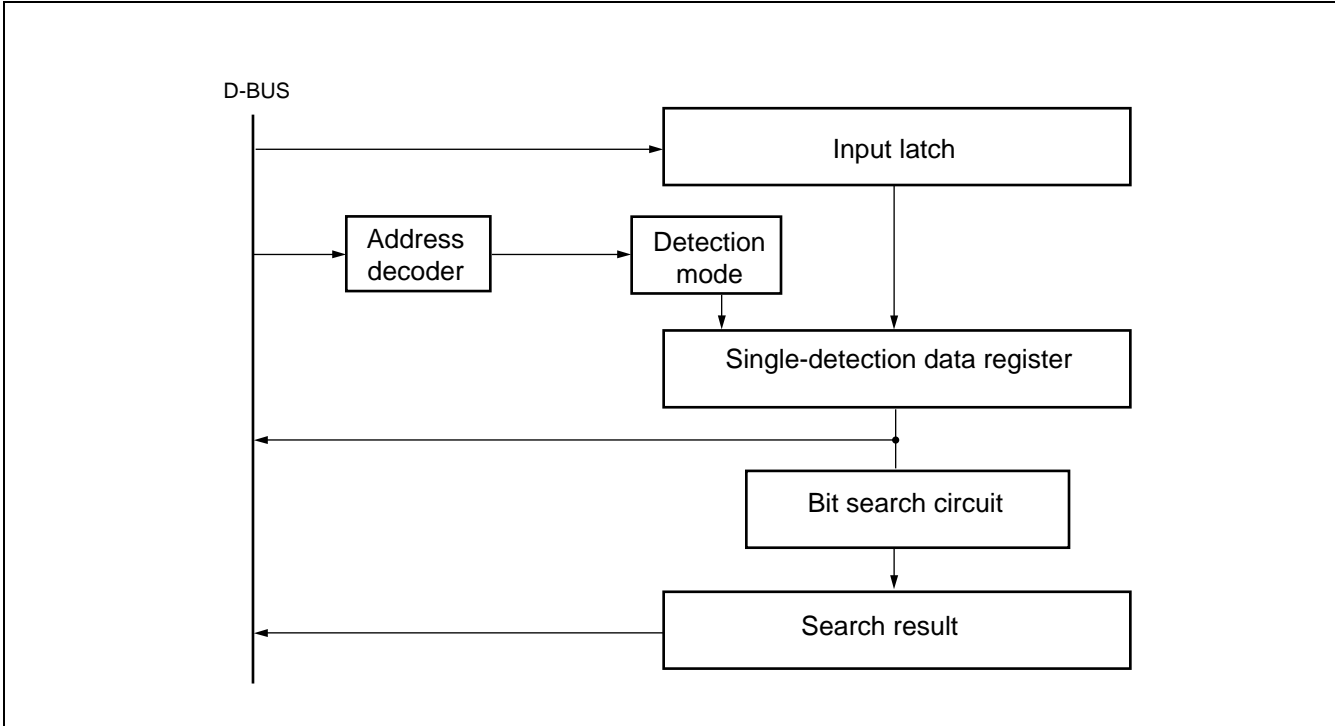 D-BUS
Input latch
Address
decoder
Detection
mode
Single-detection data register
Bit search circuit
Search result